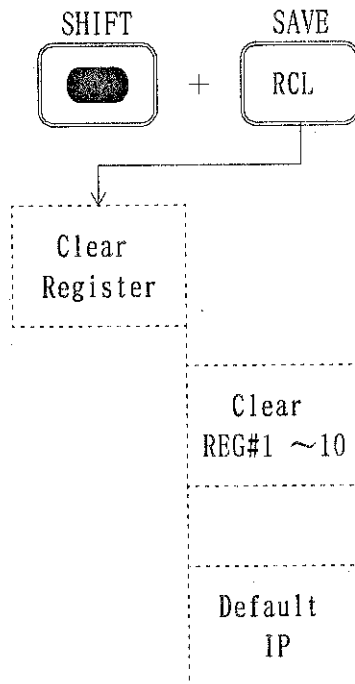 SHIFT SAVE
+ RCL
Clear
Register
Clear
REG#1 ～10
Default
IP